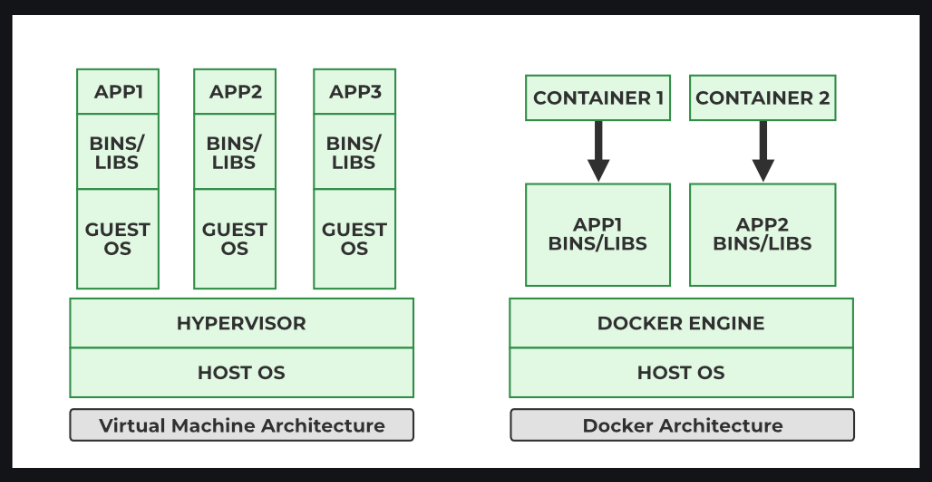 APP1
BINS/
LIBS
GUEST
OS
APP2
BINS/
LIBS
GUEST
OS
APP3
BINS/
LIBS
GUEST
OS
HYPERVISOR
HOST OS
Virtual Machine Architecture
CONTAINER 1
APP1
BINS/LIBS
CONTAINER 2
APP2
BINS/LIBS
DOCKER ENGINE
HOST OS
Docker Architecture